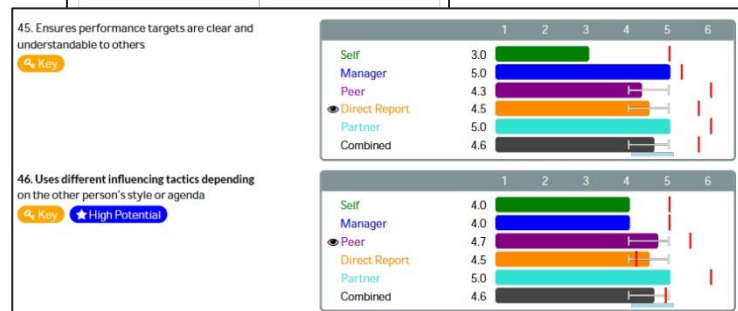 45. Ensures performance targets are clear and
understandable to others
Key
1 2 3 4 5 6
Self 3.0
Manager 5.0
Peer 4.3
Direct Report 4.5
Partner 5.0
Combined 4.6
46. Uses different influencing tactics depending
on the other person's style or agenda
Key High Potential
1 2 3 4 5 6
Self 4.0
Manager 4.0
Peer 4.7
Direct Report 4.5
Partner 5.0
Combined 4.6